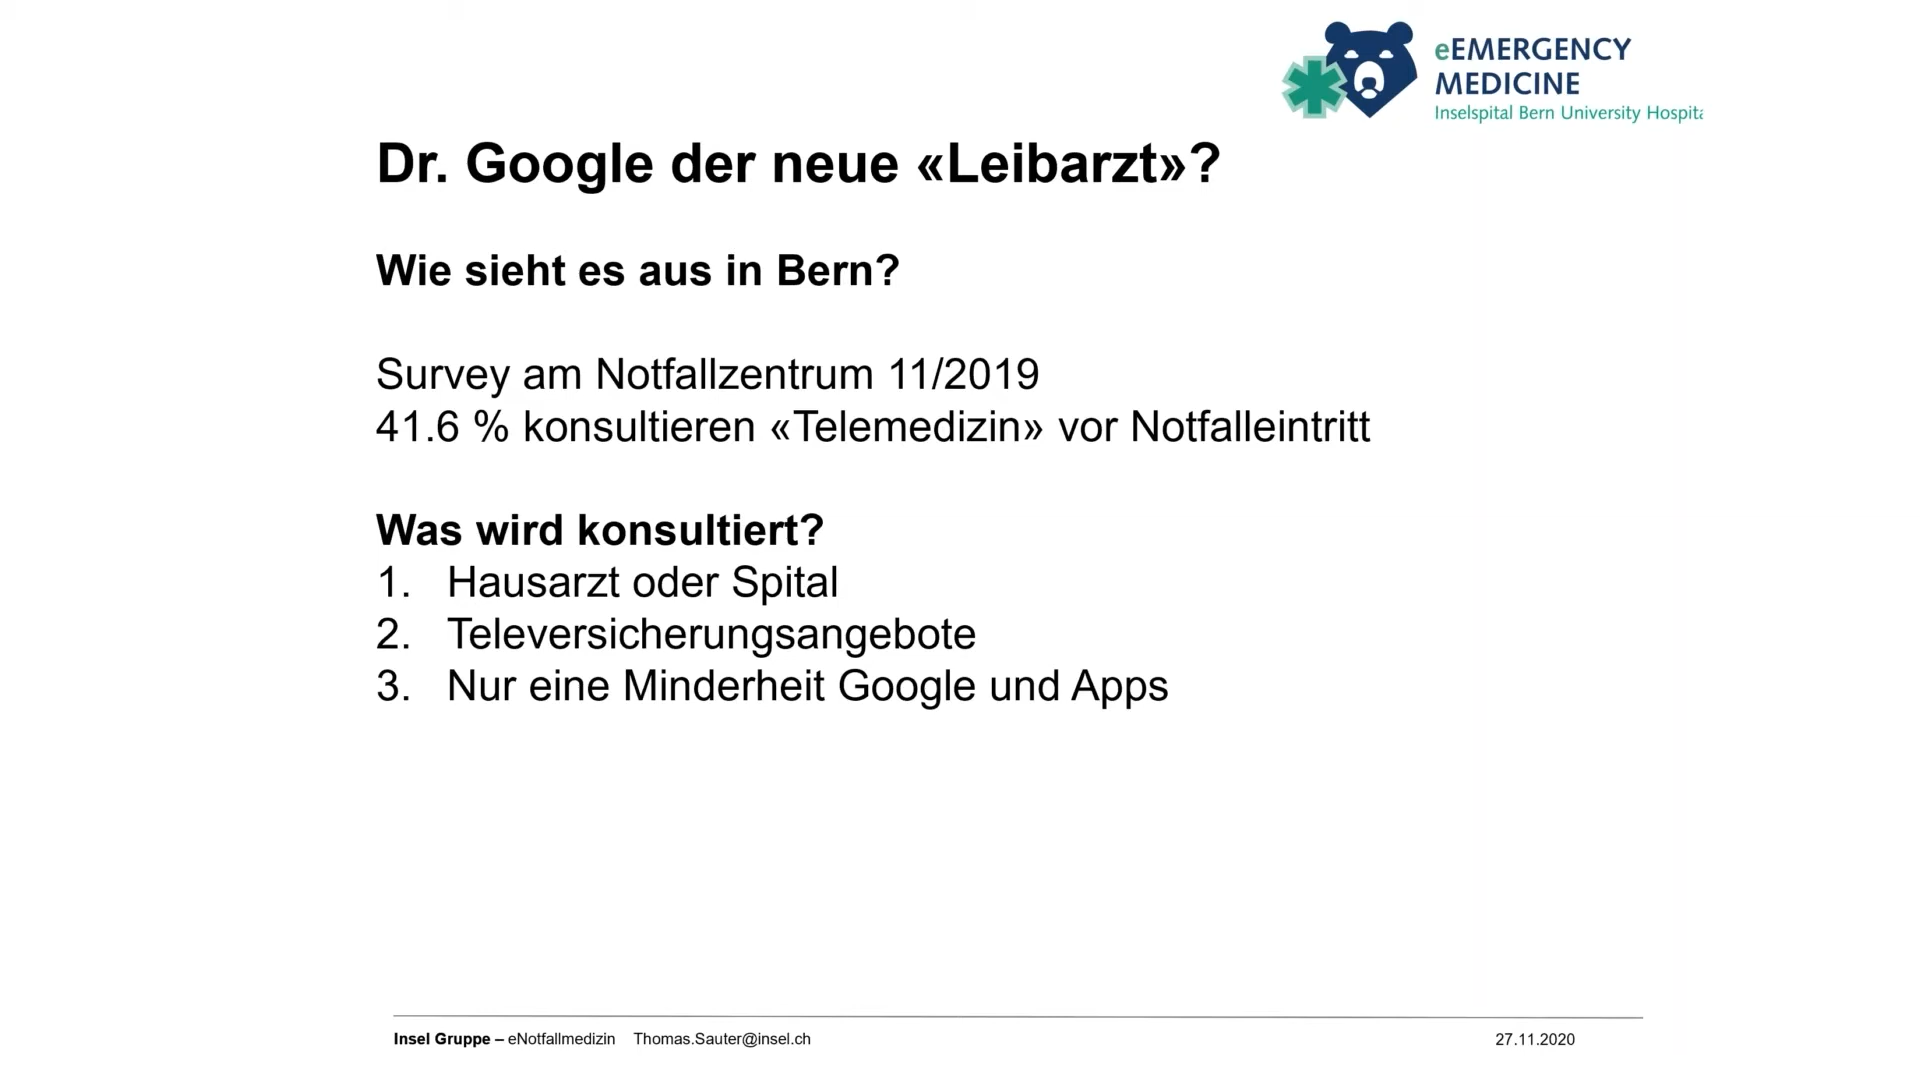 eEMERGENCY
MEDICINE
Inselspital Bern University Hospita
Dr. Google der neue «Leibarzt»?
Wie sieht es aus in Bern?
Survey am Notfallzentrum 11/2019
41.6 % konsultieren «Telemedizin» vor Notfalleintritt
Was wird konsultiert?
1. Hausarzt oder Spital
2. Televersicherungsangebote
3. Nur eine Minderheit Google und Apps
Insel Gruppe – eNotfallmedizin Thomas.Sauter@insel.ch 27.11.2020